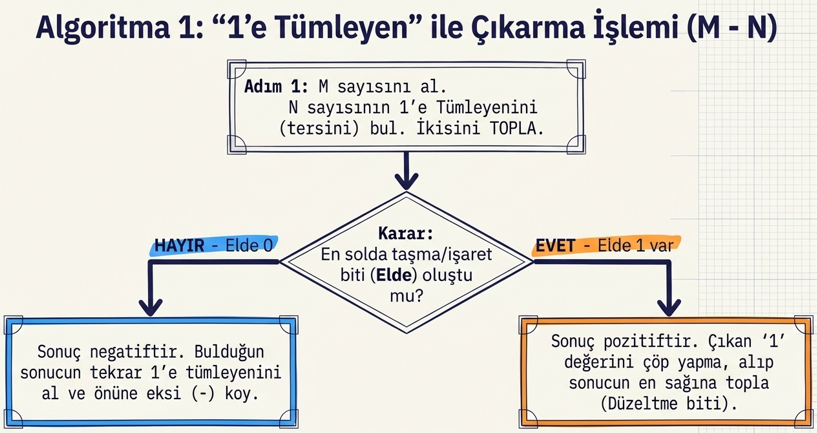 Algoritma 1: “1’e Tümleyen” ile Çıkarma İşlemi (M - N)
Adım 1: M sayısını al.
N sayısının 1’e Tümleyenini
(tersini) bul. İkisini TOPLA.
Karar:
En solda taşma/işaret
biti (Elde) oluştu
mu?
HAYIR - Elde 0
EVET - Elde 1 var
Sonuç negatiftir. Bulduğun
sonucun tekrar 1’e tümleyenini
al ve önüne eksi (-) koy.
Sonuç pozitiftir. Çıkan ‘1’
değerini çöp yapma, alıp
sonucun en sağına topla
(Düzeltme biti).